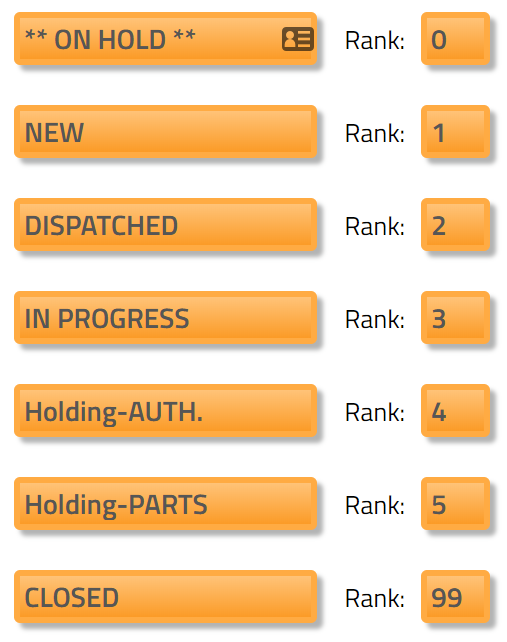 ** ON HOLD ** Rank: 0
NEW Rank: 1
DISPATCHED Rank: 2
IN PROGRESS Rank: 3
Holding-AUTH. Rank: 4
Holding-PARTS Rank: 5
CLOSED Rank: 99